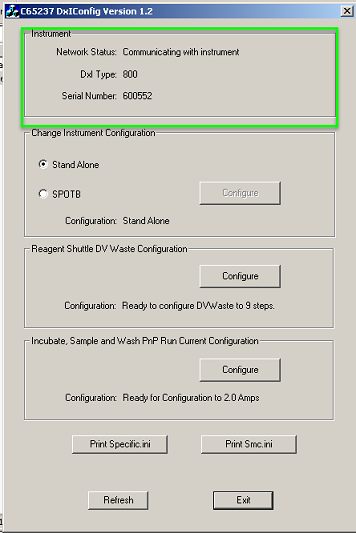 C65237 DxIConfig Version 1.2
Instrument
Network Status: Communicating with instrument
DxI Type: 800
Serial Number: 600552
Change Instrument Configuration
Stand Alone
SPOTB
Configure
Configuration: Stand Alone
Reagent Shuttle DV Waste Configuration
Configure
Configuration: Ready to configure DVWaste to 9 steps.
Incubate, Sample and Wash PnP Run Current Configuration
Configure
Configuration: Ready for Configuration to 2.0 Amps
Print Specific.ini Print Smc.ini
Refresh Exit